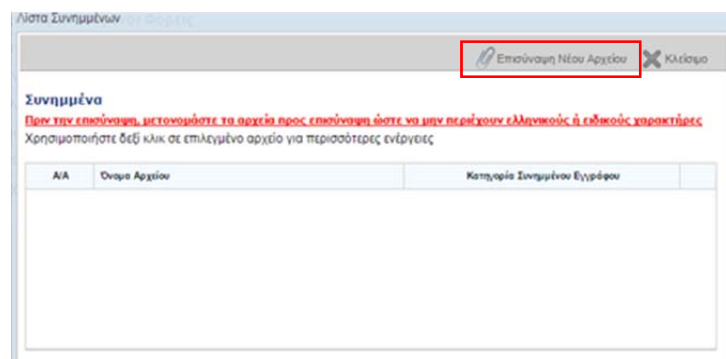 Λίστα Συνημμένων
Επισύναψη Νέου Αρχείου Κλείσιμο
Συνημμένα
Πριν την επισύναψη, μετονομάστε τα αρχεία προς επισύναψη ώστε να μην περιέχουν ελληνικούς ή ειδικούς χαρακτήρες
Χρησιμοποιήστε δεξί κλικ σε επιλεγμένο αρχείο για περισσότερες ενέργειες
Α/Α Όνομα Αρχείου Κατηγορία Συνημμένου Εγγράφου